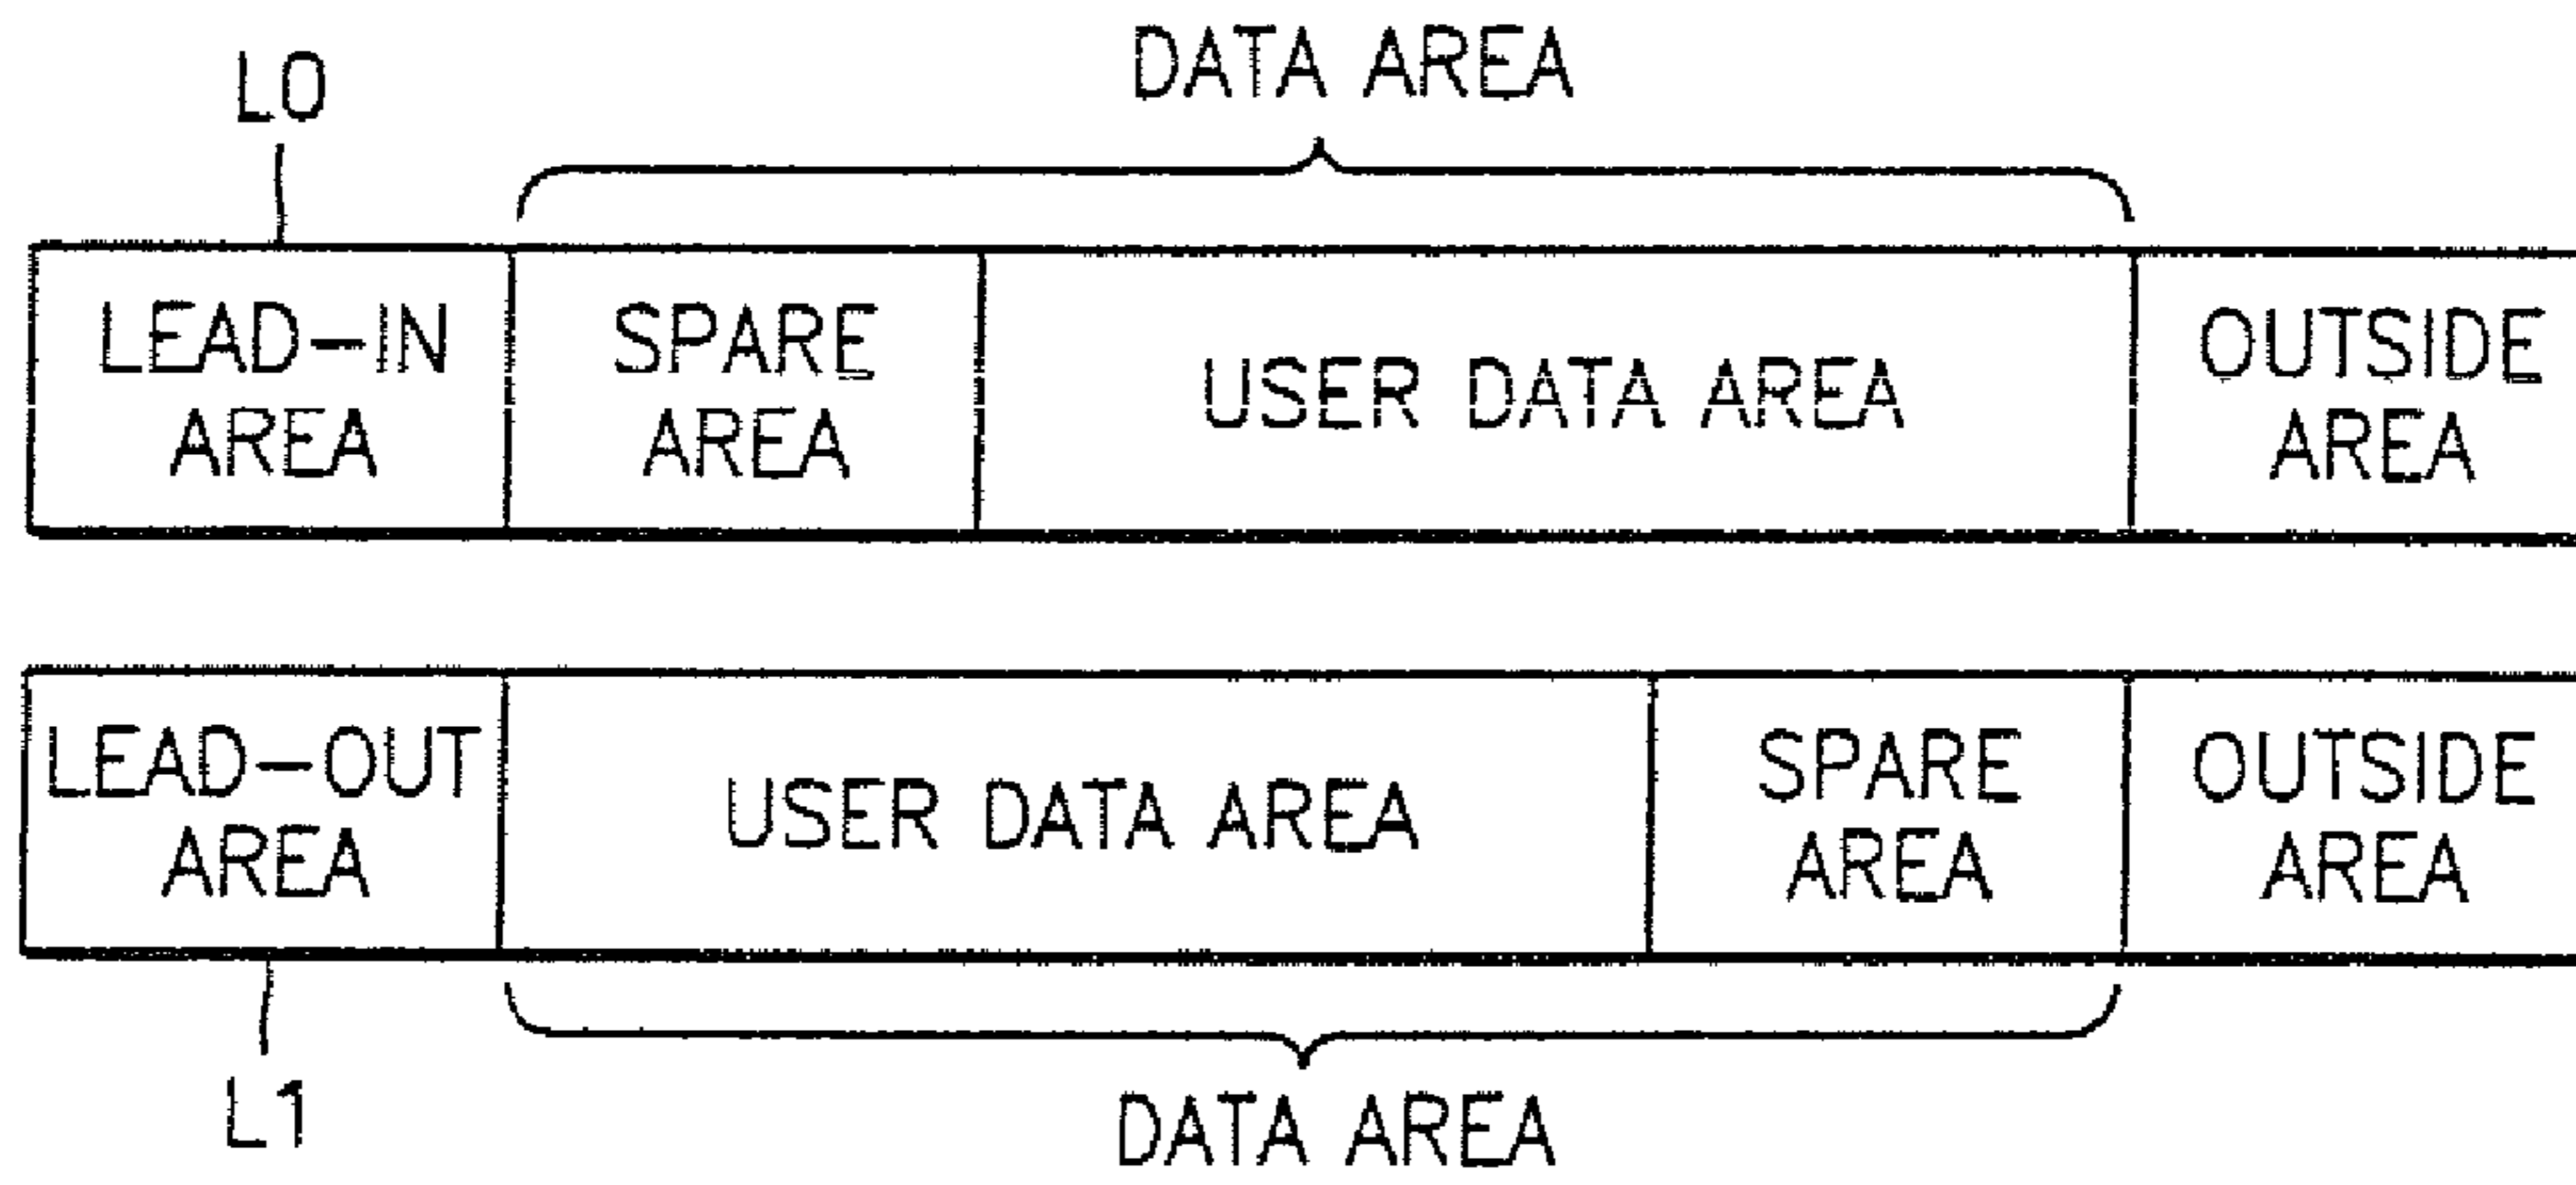 L0
DATA AREA
LEAD-IN
AREA
SPARE
AREA
USER DATA AREA
OUTSIDE
AREA
LEAD-OUT
AREA
USER DATA AREA
SPARE
AREA
OUTSIDE
AREA
L1
DATA AREA